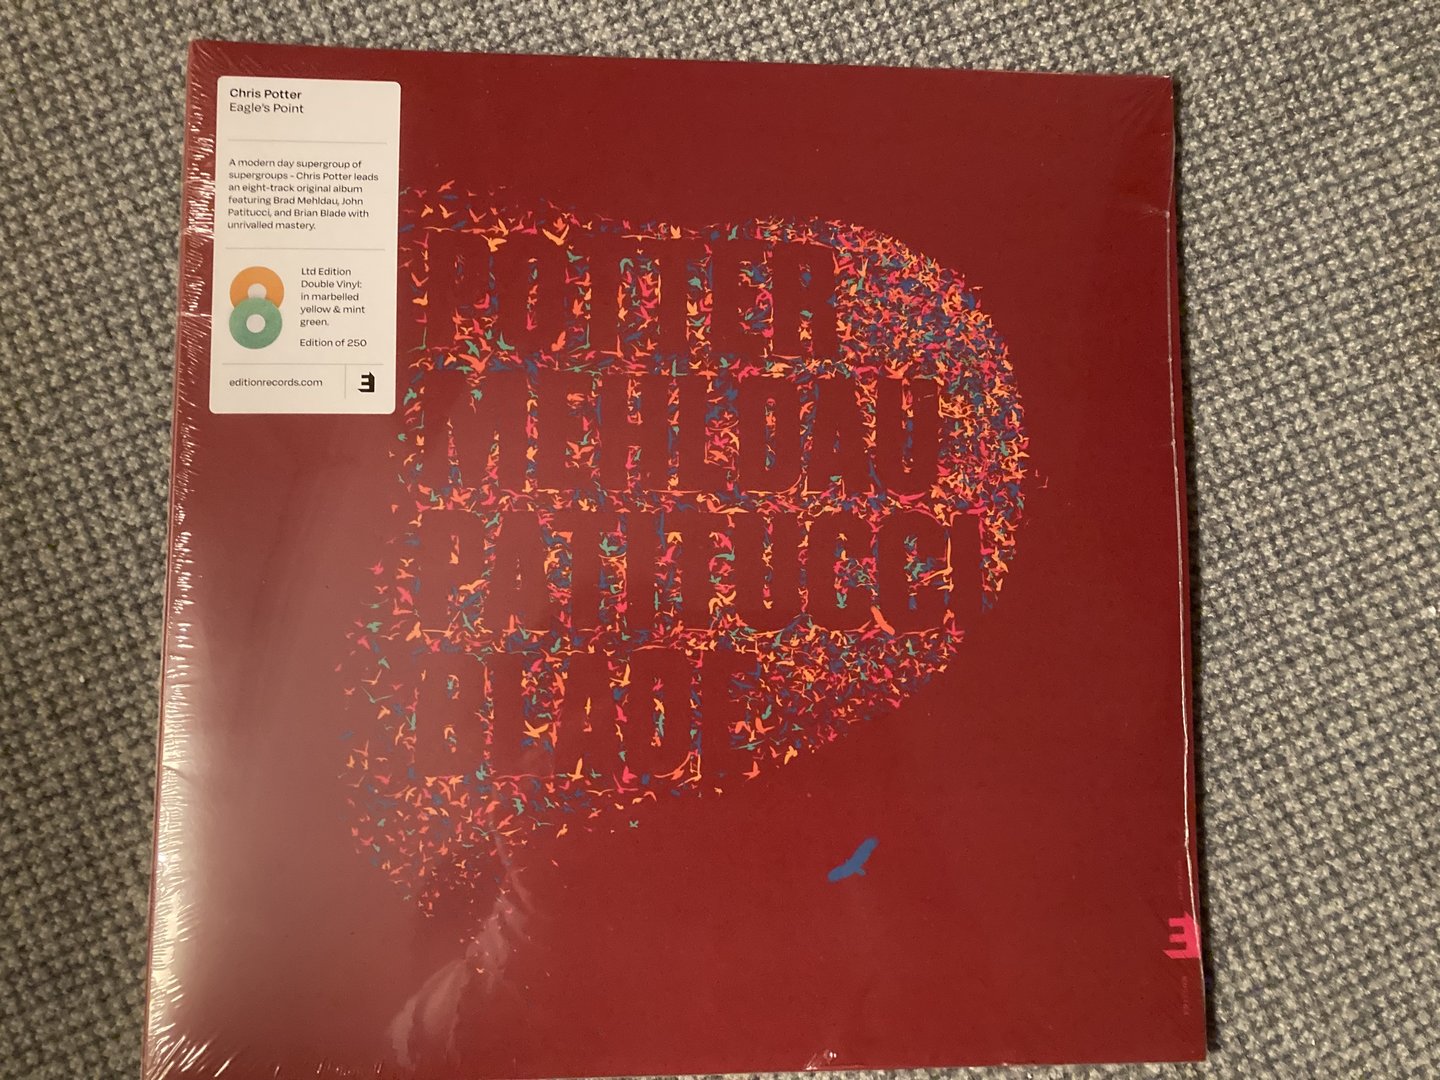 Chris Potter
Eagle's Point
A modern day supergroup of
supergroups - Chris Potter leads
an eight-track original album
featuring Brad Mehldau, John
Patitucci, and Brian Blade with
unrivalled mastery.
Ltd Edition
Double Vinyl:
in marbelled
yellow & mint
green.
Edition of 250
editionrecords.com
POTTER
MEHLDAU
PATITUCCI
BLADE